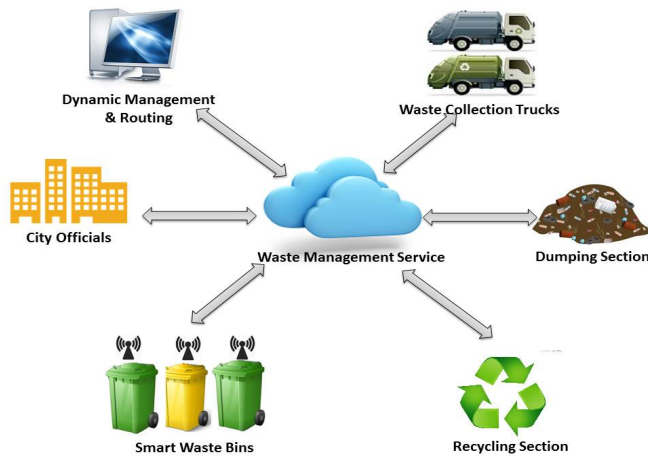 Dynamic Management
& Routing
Waste Collection Trucks
City Officials
Waste Management Service
Dumping Section
Smart Waste Bins
Recycling Section